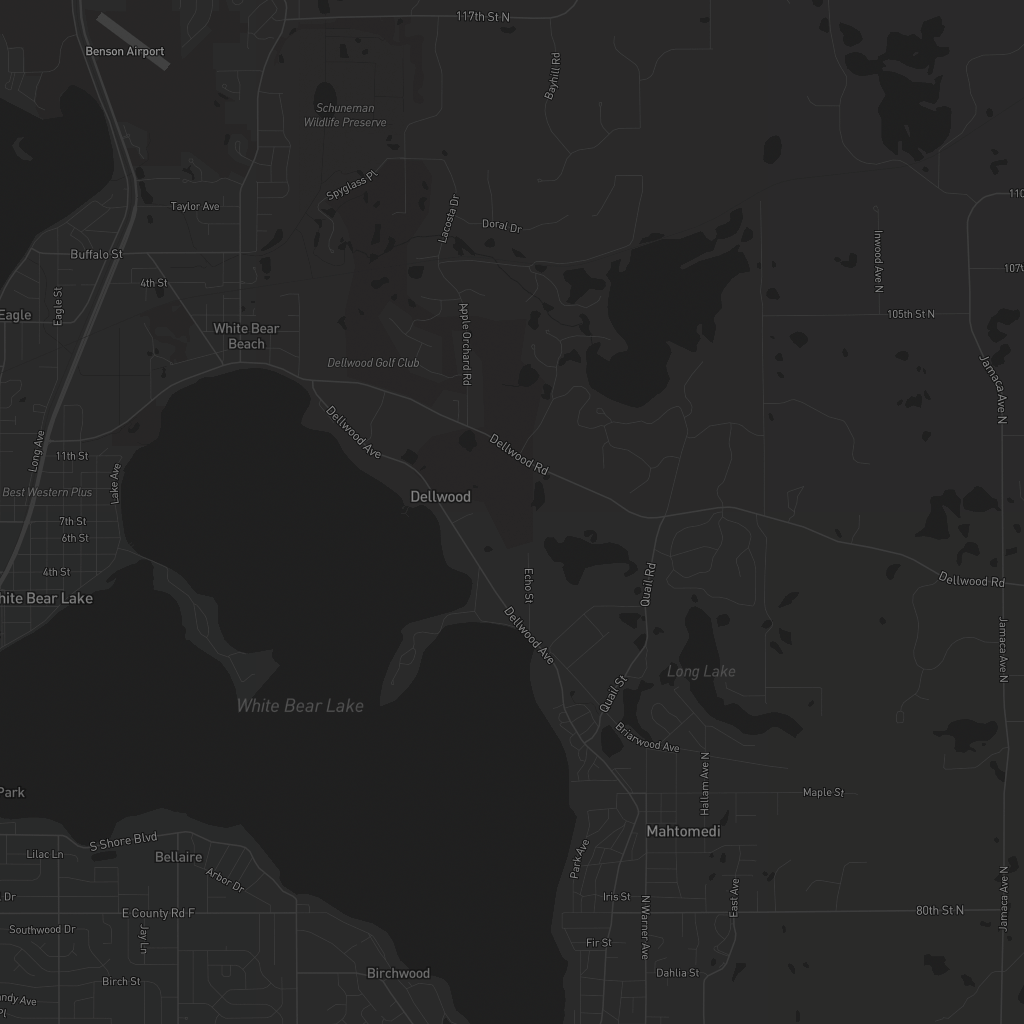 117th St N
Benson Airport
Bayhill Rd
Schuneman
Wildlife Preserve
Spyglass Pl
Taylor Ave
Lacosta Dr
Doral Dr
110
Inwood Ave N
Buffalo St
107t
4th St
Eagle St
Eagle
105th St N
White Bear
Beach
Apple Orchard Rd
Dellwood Golf Club
Jamaca Ave N
Dellwood Ave
Long Ave
Dellwood Rd
11th St
Lake Ave
Best Western Plus
Dellwood
7th St
6th St
4th St
Echo St
Quail Rd
Dellwood Rd
hite Bear Lake
Dellwood Ave
Jamaca Ave N
Long Lake
Quail St
White Bear Lake
Briarwood Ave
Hallam Ave N
Park
Maple St
Mahtomedi
S Shore Blvd
Lilac Ln
Bellaire
Park Ave
Arbor Dr
Iris St
East Ave
Jamaca Ave N
Dr
E County Rd F
80th St N
N Warner Ave
Southwood Dr
Jay Ln
Fir St
Birch St
Birchwood
Dahlia St
ndy Ave
Pl